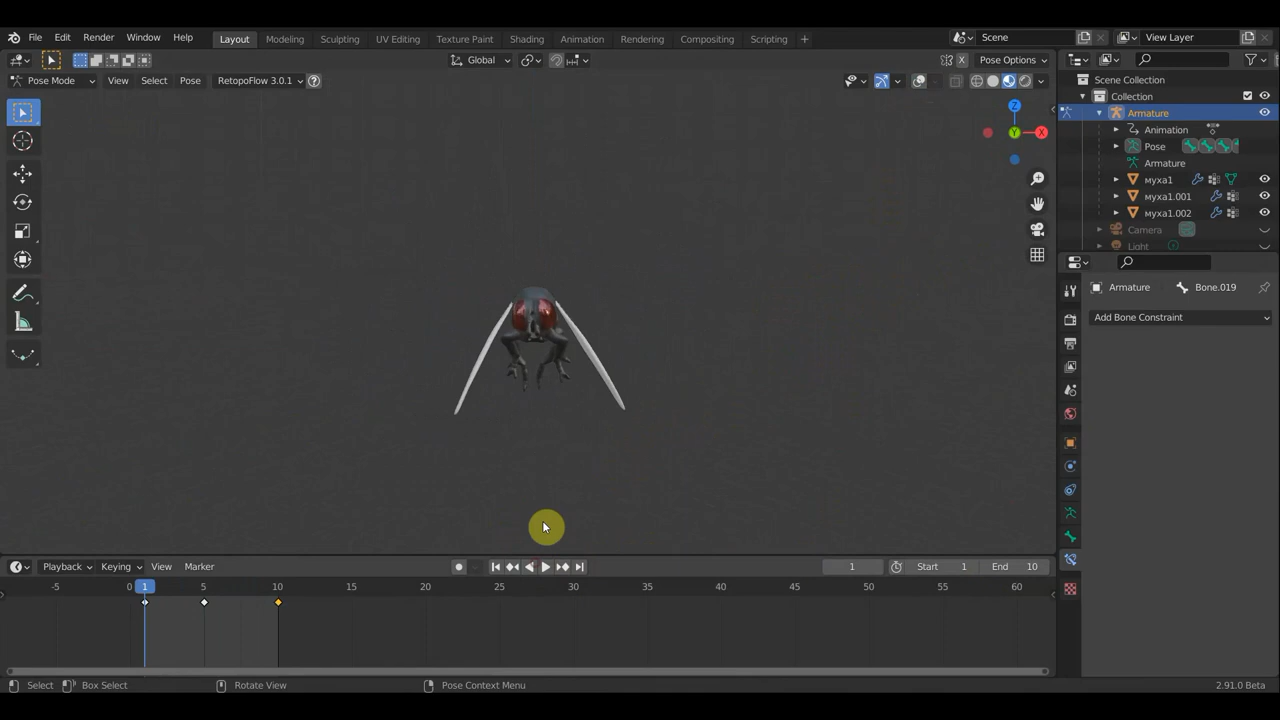 File Edit Render Window Help Layout Modeling Sculpting UV Editing Texture Paint Shading Animation Rendering Compositing Scripting + Scene View Layer
Global Pose Options
Pose Mode View Select Pose RetopoFlow 3.0.1 ?
Scene Collection
Collection
Armature
Animation
Pose
Armature
муха1
муха1.001
муха1.002
Camera
Light
Z
Y X
Armature Bone.019
Add Bone Constraint
Playback Keying View Marker 1 Start 1 End 10
-5 0 1 5 10 15 20 25 30 35 40 45 50 55 60
Select Box Select Rotate View Pose Context Menu 2.91.0 Beta